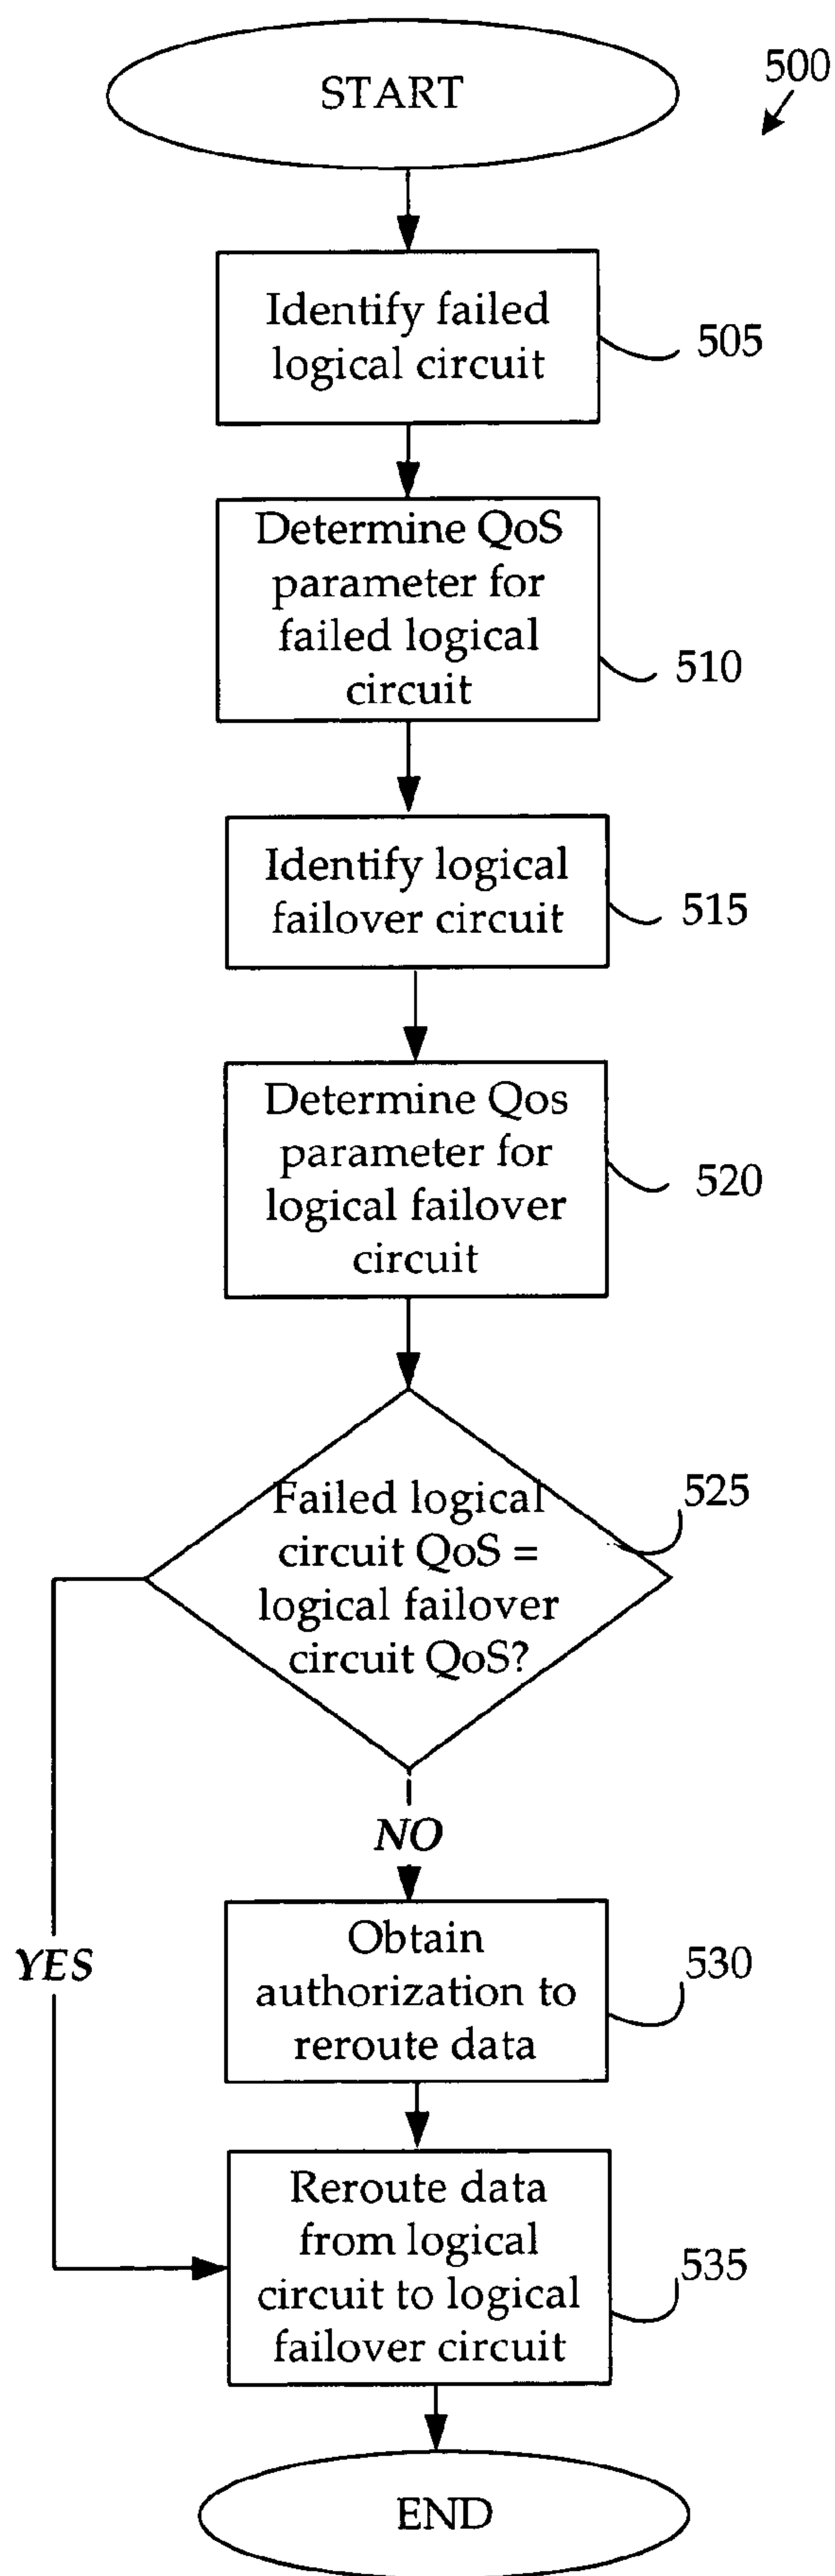 START
500
Identify failed
logical circuit
505
Determine QoS
parameter for
failed logical
circuit
510
Identify logical
failover circuit
515
Determine Qos
parameter for
logical failover
circuit
520
Failed logical
circuit QoS =
logical failover
circuit QoS?
525
NO
YES
Obtain
authorization to
reroute data
530
Reroute data
from logical
circuit to logical
failover circuit
535
END